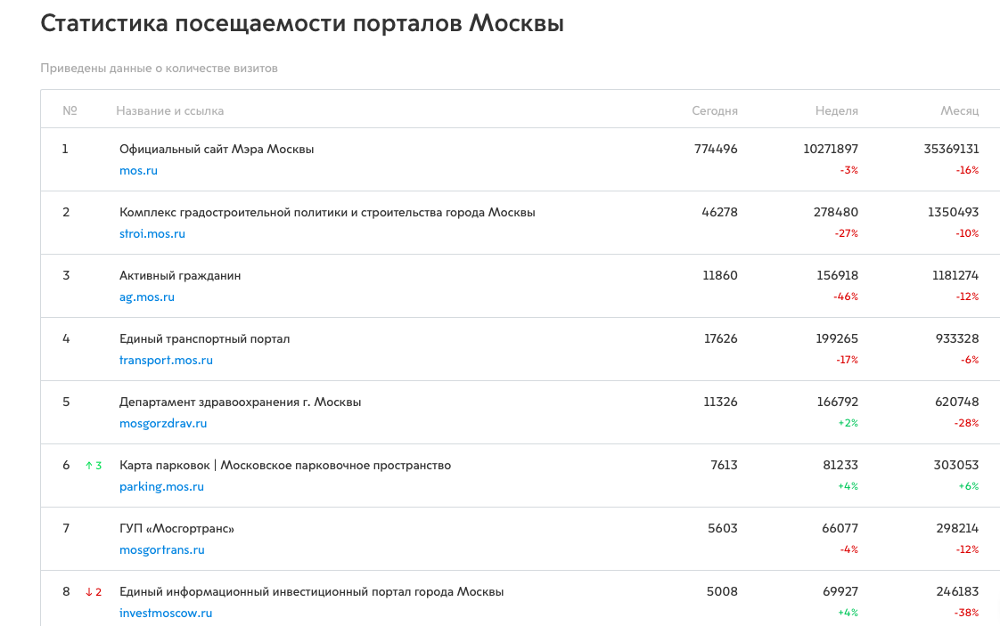 Статистика посещаемости порталов Москвы
Приведены данные о количестве визитов
№ Название и ссылка Сегодня Неделя Месяц
1 Официальный сайт Мэра Москвы 774496 10271897 35369131
mos.ru -3% -16%
2 Комплекс градостроительной политики и строительства города Москвы 46278 278480 1350493
stroi.mos.ru -27% -10%
3 Активный гражданин 11860 156918 1181274
ag.mos.ru -46% -12%
4 Единый транспортный портал 17626 199265 933328
transport.mos.ru -17% -6%
5 Департамент здравоохранения г. Москвы 11326 166792 620748
mosgorzdrav.ru +2% -28%
6 ↑ 3 Карта парковок | Московское парковочное пространство 7613 81233 303053
parking.mos.ru +4% +6%
7 ГУП «Мосгортранс» 5603 66077 298214
mosgortrans.ru -4% -12%
8 ↓ 2 Единый информационный инвестиционный портал города Москвы 5008 69927 246183
investmoscow.ru +4% -38%